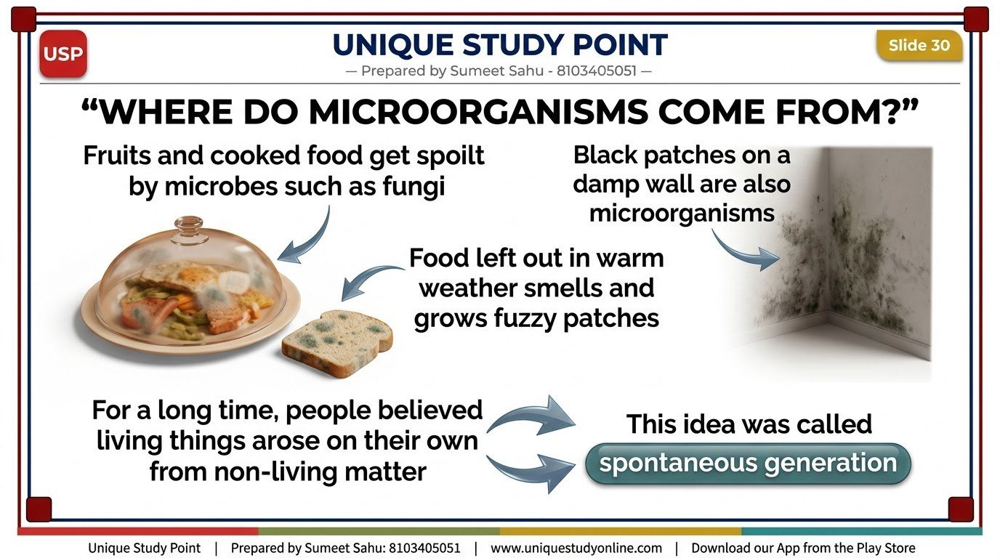 USP
UNIQUE STUDY POINT
— Prepared by Sumeet Sahu - 8103405051 —
Slide 30
“WHERE DO MICROORGANISMS COME FROM?”
Fruits and cooked food get spoilt
by microbes such as fungi
Black patches on a
damp wall are also
microorganisms
Food left out in warm
weather smells and
grows fuzzy patches
For a long time, people believed
living things arose on their own
from non-living matter
This idea was called
spontaneous generation
Unique Study Point | Prepared by Sumeet Sahu: 8103405051 | www.uniquestudyonline.com | Download our App from the Play Store